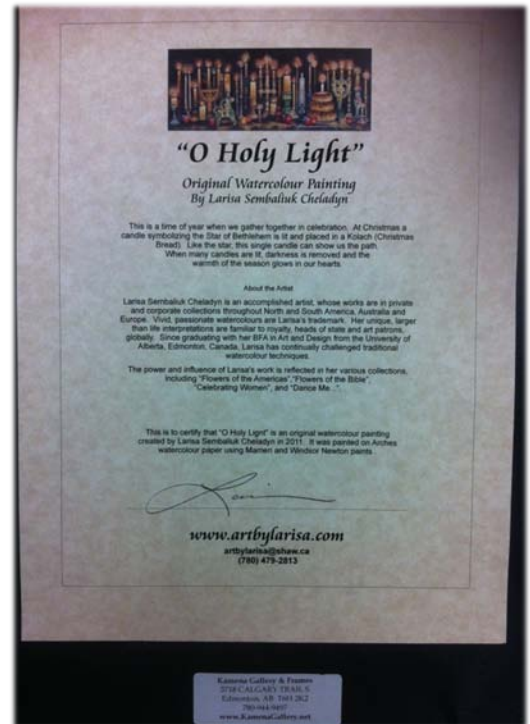 “O Holy Light”
Original Watercolour Painting
By Larisa Sembaliuk Cheladyn
This is a time of year when we gather together in celebration. At Christmas a
candle symbolizing the Star of Bethlehem is lit and placed in a Kolach (Christmas
Bread). Like the star, this single candle can show us the path.
When many candles are lit, darkness is removed and the
warmth of the season glows in our hearts.
About the Artist
Larisa Sembaliuk Cheladyn is an accomplished artist, whose works are in private
and corporate collections throughout North and South America, Australia and
Europe. Vivid, passionate watercolours are Larisa's trademark. Her unique, larger
than life interpretations are familiar to royalty, heads of state and art patrons,
globally. Since graduating with her BFA in Art and Design from the University of
Alberta, Edmonton, Canada, Larisa has continually challenged traditional
watercolour techniques.
The power and influence of Larisa's work is reflected in her various collections,
including “Flowers of the Americas”, “Flowers of the Bible”,
“Celebrating Women”, and “Dance Me...”.
This is to certify that “O Holy Light” is an original watercolour painting
created by Larisa Sembaliuk Cheladyn in 2011. It was painted on Arches
watercolour paper using Mameri and Windsor Newton paints.
www.artbylarisa.com
artbylarisa@shaw.ca
(780) 479-2813
Kamena Gallery & Frames
CALGARY TRAIL S
Edmonton, AB
780-944-9497
www.KamenaGallery.net